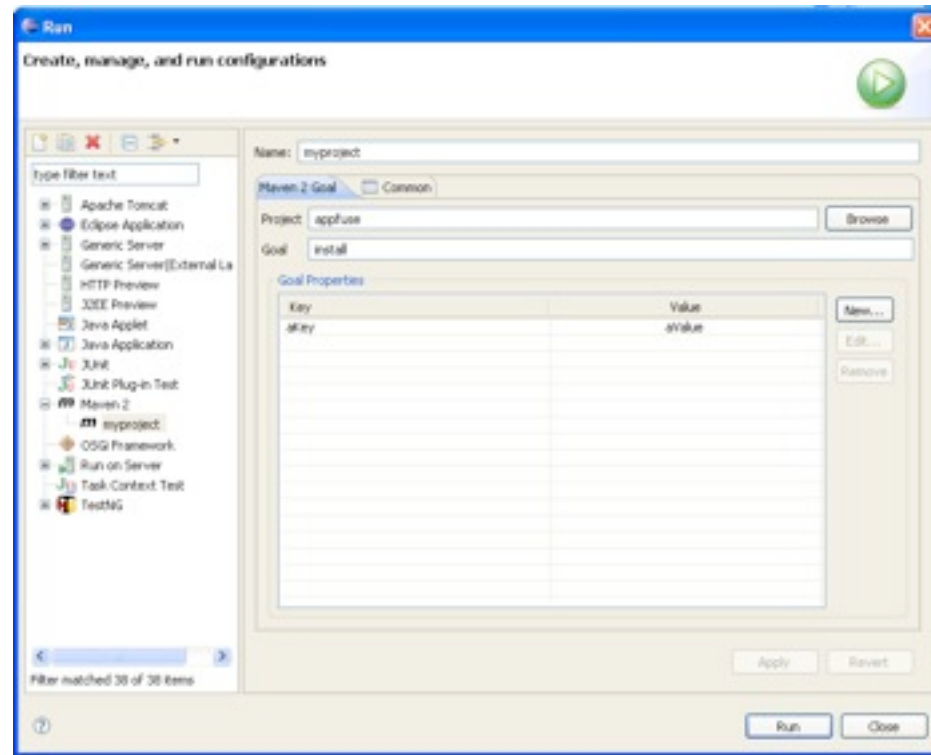 Run
Create, manage, and run configurations
type filter text
Apache Tomcat
Eclipse Application
Generic Server
Generic Server(External La
HTTP Preview
J2EE Preview
Java Applet
Java Application
JUnit
JUnit Plug-in Test
Maven 2
myproject
OSGi Framework
Run on Server
Task Context Test
TestNG
Filter matched 38 of 38 items
Name: myproject
Maven 2 Goal Common
Project appfuse Browse
Goal install
Goal Properties
Key Value
aKey aValue
New...
Edit...
Remove
Apply Revert
Run Close